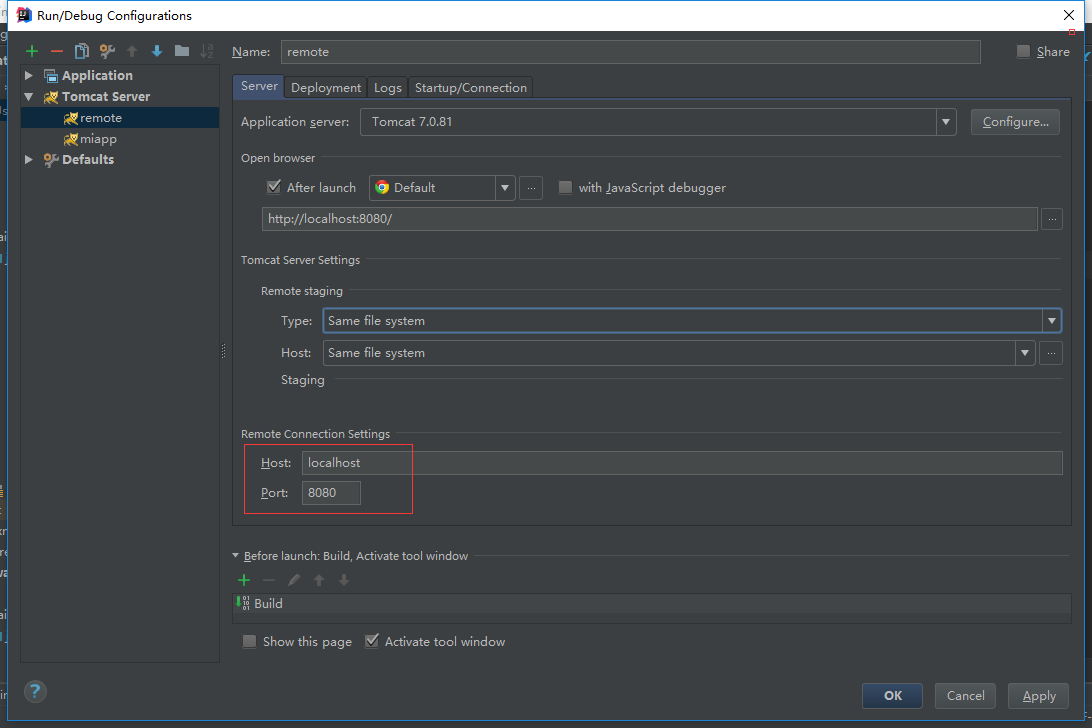 Run/Debug Configurations
Name: remote Share
Application
Tomcat Server
remote
miapp
Defaults
Server Deployment Logs Startup/Connection
Application server: Tomcat 7.0.81 Configure...
Open browser
After launch Default ... with JavaScript debugger
http://localhost:8080/ ...
Tomcat Server Settings
Remote staging
Type: Same file system
Host: Same file system ...
Staging
Remote Connection Settings
Host: localhost
Port: 8080
Before launch: Build, Activate tool window
Build
Show this page Activate tool window
? OK Cancel Apply